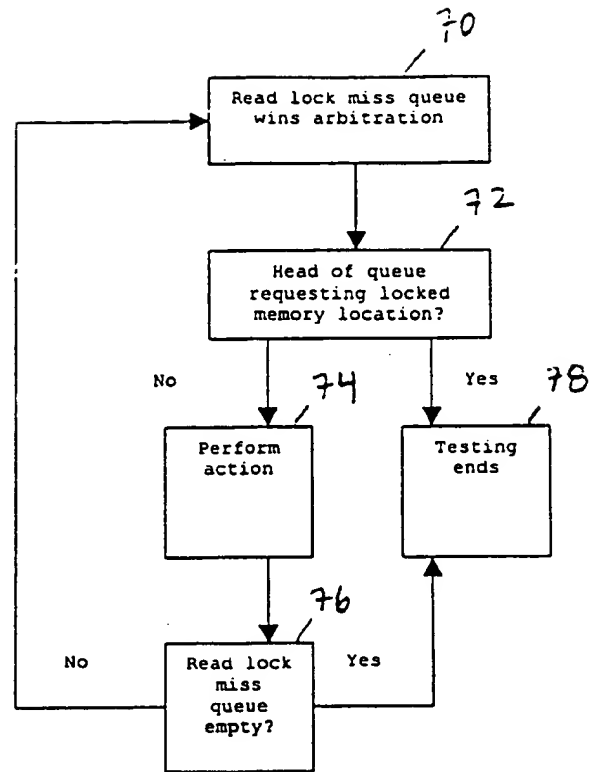 70
Read lock miss queue
wins arbitration
72
Head of queue
requesting locked
memory location?
No
74
Yes
78
Perform
action
Testing
ends
76
No
Read lock
miss
queue
empty?
Yes